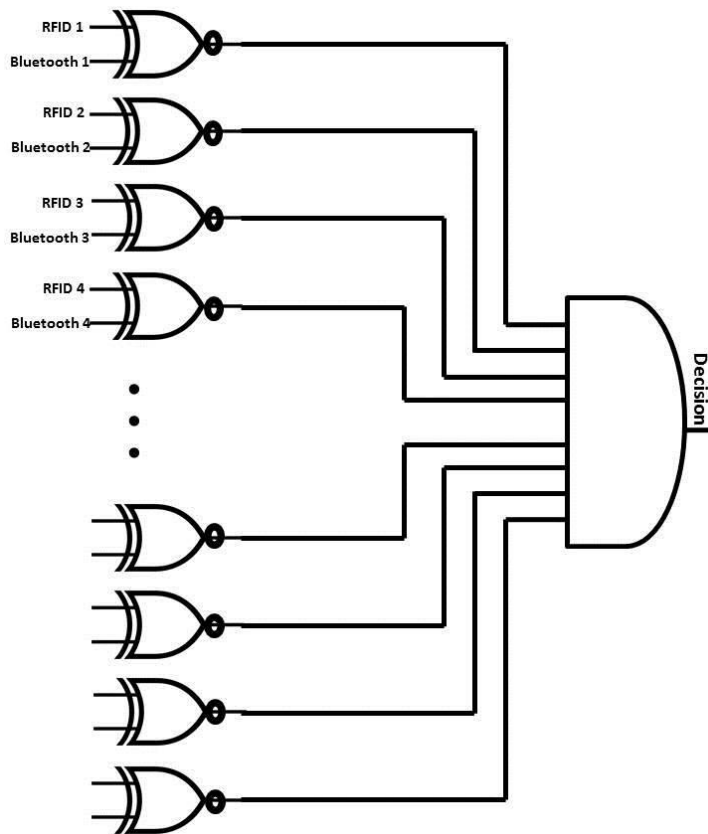 RFID 1
Bluetooth 1
RFID 2
Bluetooth 2
RFID 3
Bluetooth 3
RFID 4
Bluetooth 4
Decision